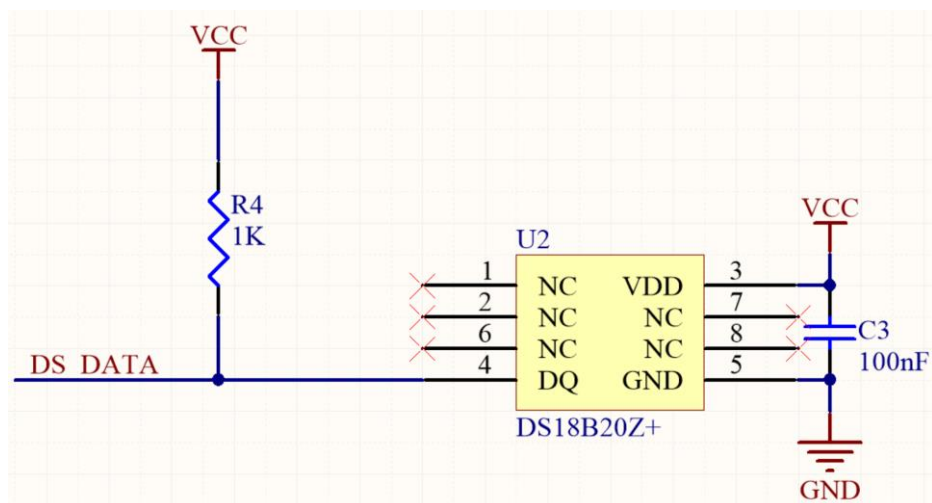 VCC
R4
1K
VCC
U2
1 NC VDD 3
2 NC NC 7
6 NC NC 8
4 DQ GND 5
C3
100nF
DS DATA
DS18B20Z+
GND